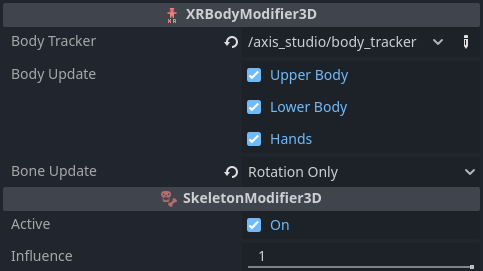 XRBodyModifier3D
Body Tracker /axis_studio/body_tracker
Body Update Upper Body
Lower Body
Hands
Bone Update Rotation Only
SkeletonModifier3D
Active On
Influence 1